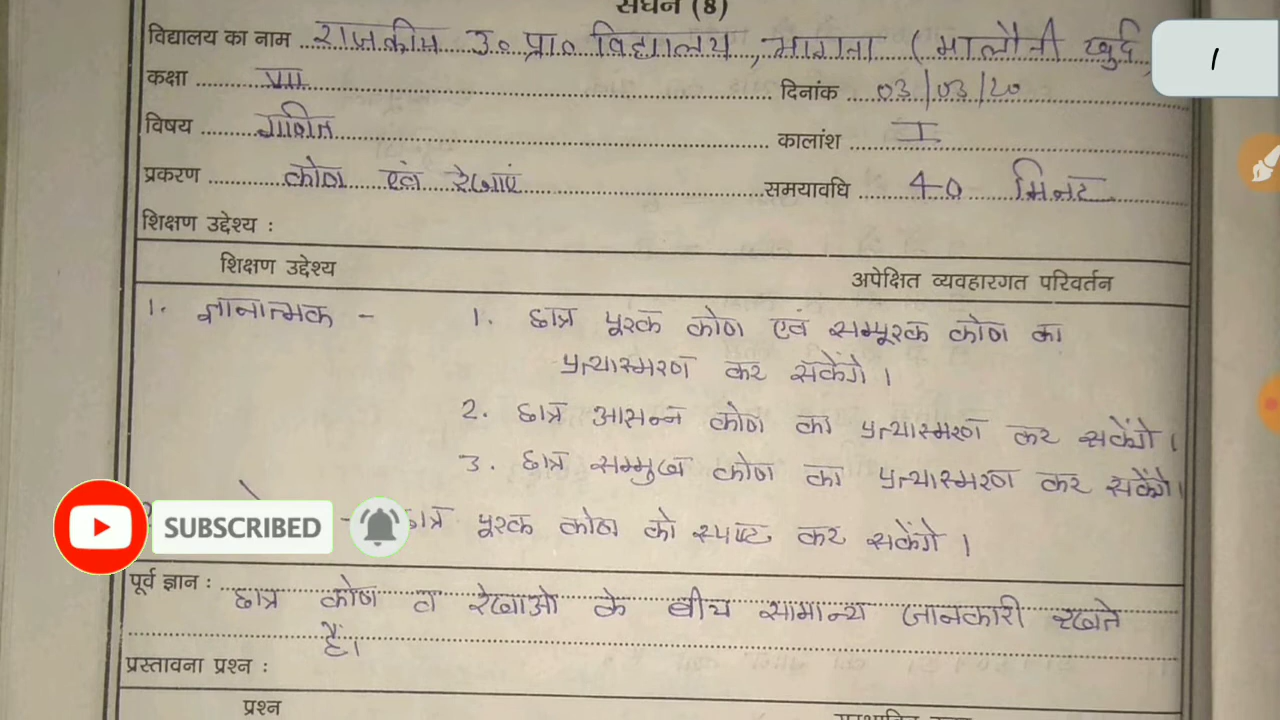 सघन (8)
विद्यालय का नाम राजकीय उ० प्रा० विद्यालय, (मालौनी खुर्द
1
कक्षा VII दिनांक 03/03/20
विषय गणित कालांश I
प्रकरण कोण एवं रेखाएं समयावधि 40 मिनट
शिक्षण उद्देश्य :
शिक्षण उद्देश्य अपेक्षित व्यवहारगत परिवर्तन
1. ज्ञानात्मक - 1. छात्र पूरक कोण एवं सम्पूरक कोण का
प्रत्यास्मरण कर सकेंगे।
2. छात्र आसन्न कोण का प्रत्यास्मरण कर सकेंगे।
3. छात्र सम्मुख कोण का प्रत्यास्मरण कर सकेंगे।
SUBSCRIBED - छात्र पूरक कोण को स्पष्ट कर सकेंगे।
पूर्व ज्ञान : छात्र कोण व रेखाओ के बीच सामान्य जानकारी रखते
हैं।
प्रस्तावना प्रश्न :
प्रश्न